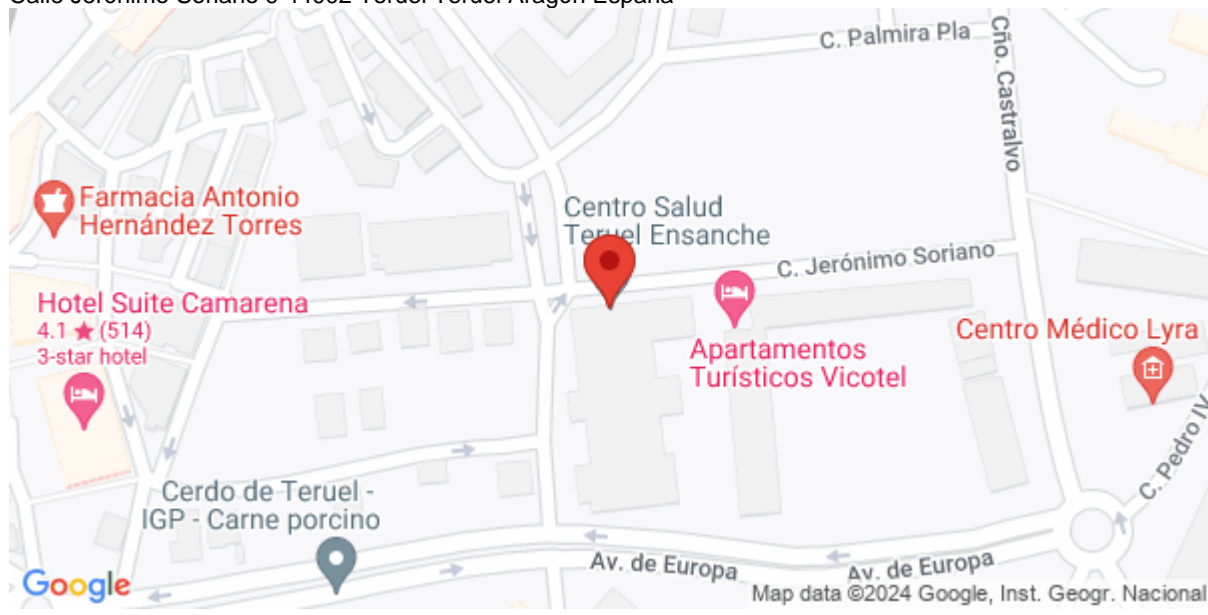 C. Palmira Pla
Cño. Castralvo
Farmacia Antonio
Hernández Torres
Centro Salud
Teruel Ensanche
C. Jerónimo Soriano
Hotel Suite Camarena
4.1 ★ (514)
3-star hotel
Apartamentos
Turísticos Vicotel
Centro Médico Lyra
C. Pedro IV
Cerdo de Teruel -
IGP - Carne porcino
Av. de Europa
Av. de Europa
Google
Map data ©2024 Google, Inst. Geogr. Nacional